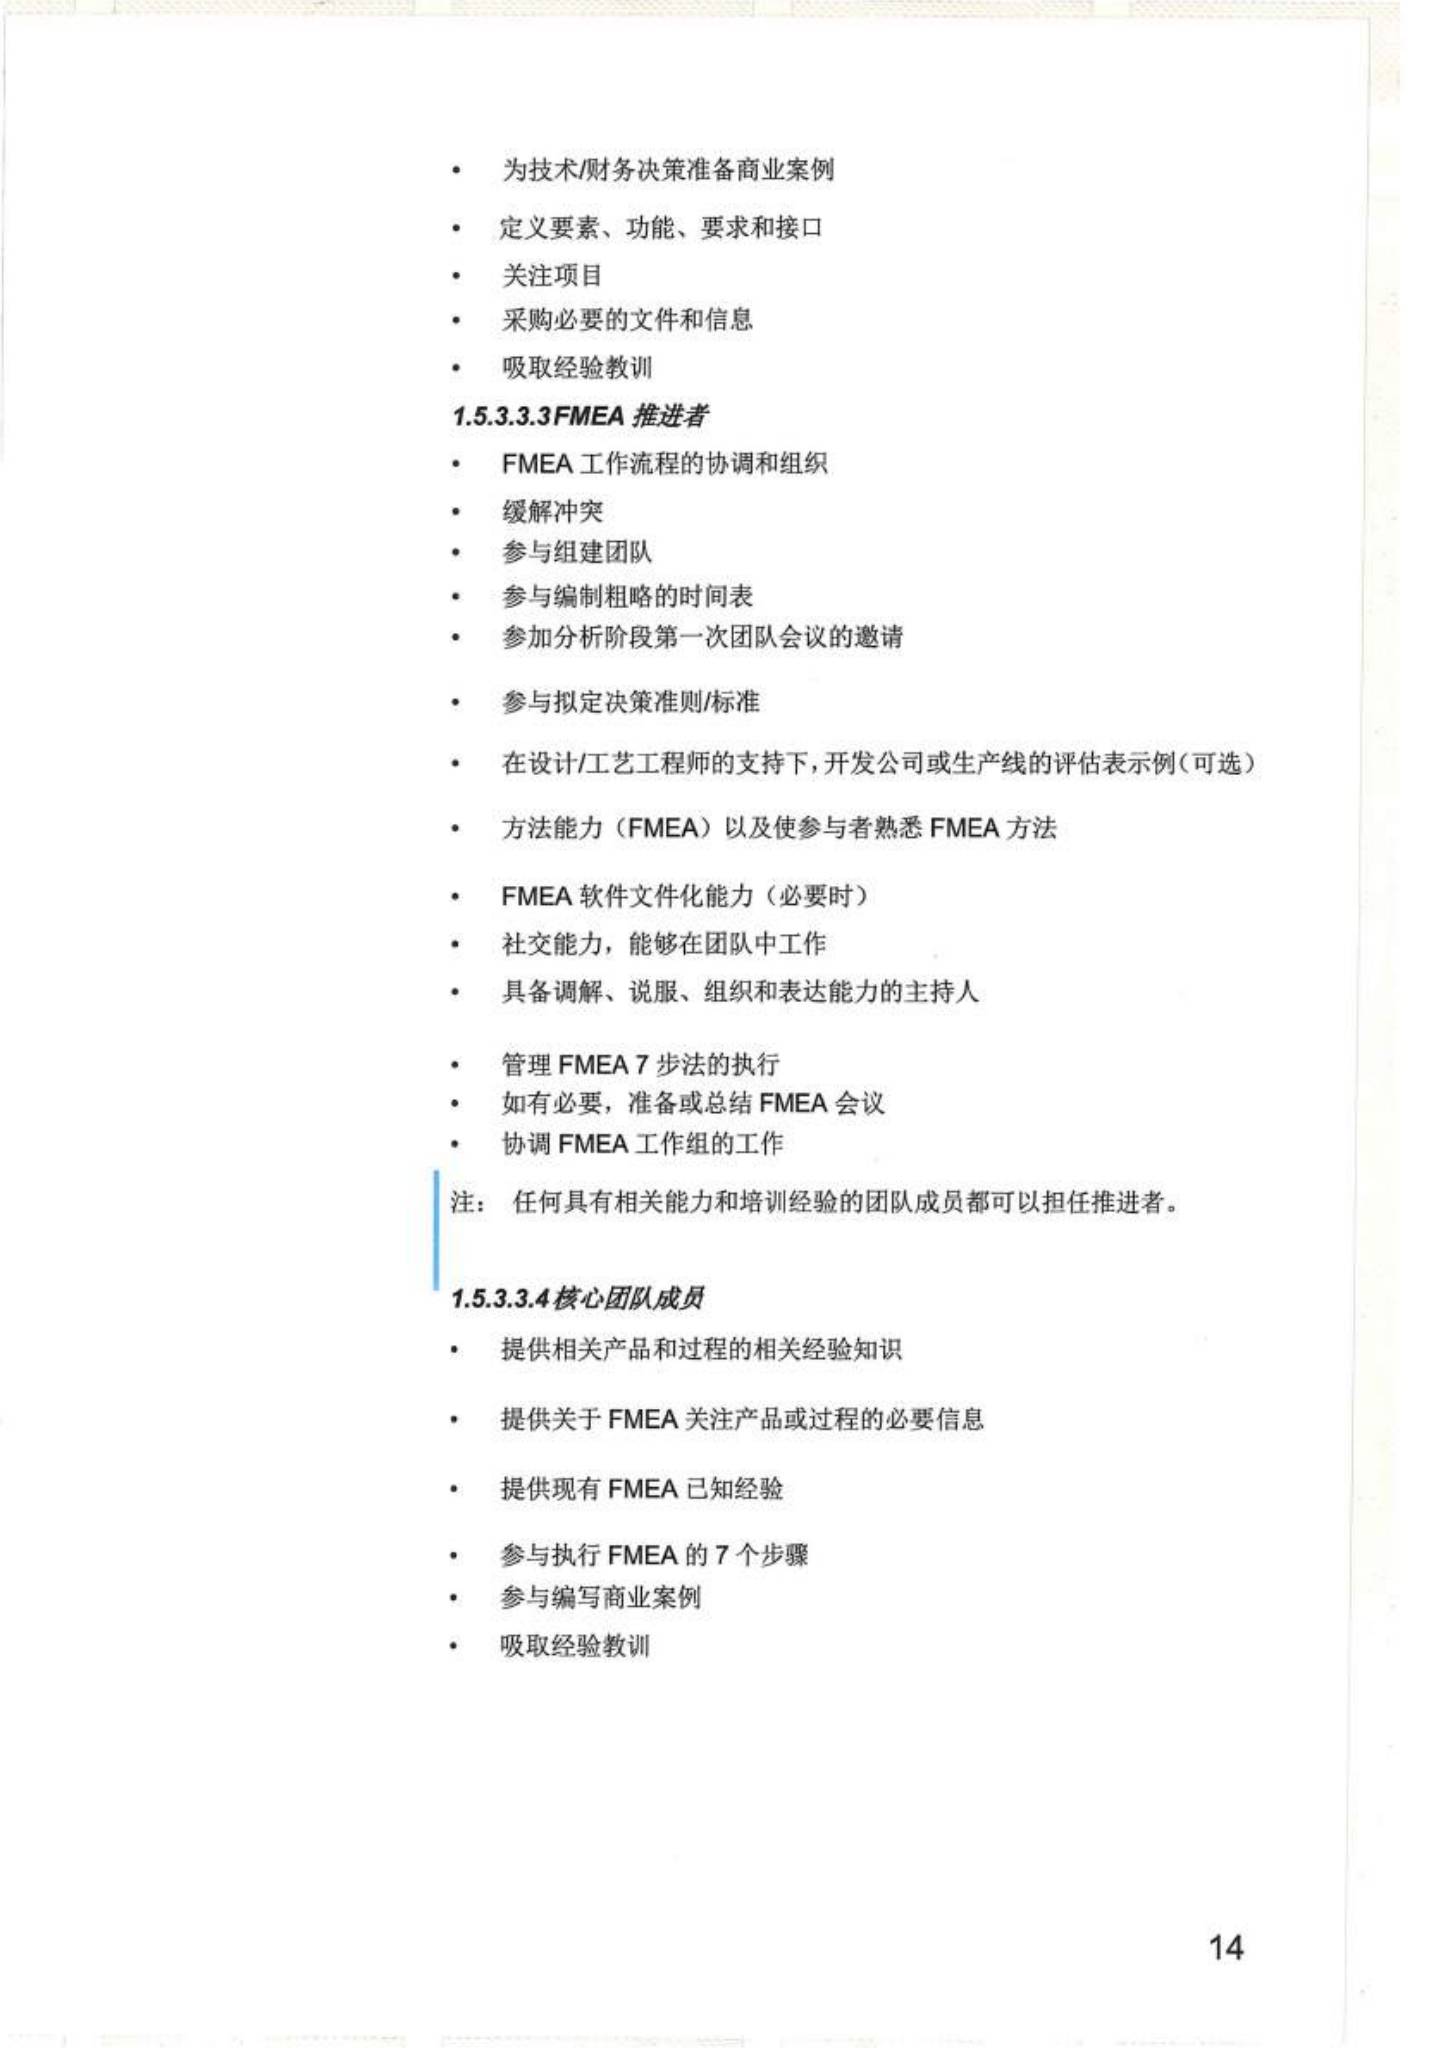 • 为技术/财务决策准备商业案例
• 定义要素、功能、要求和接口
• 关注项目
• 采购必要的文件和信息
• 吸取经验教训
1.5.3.3.3FMEA 推进者
• FMEA 工作流程的协调和组织
• 缓解冲突
• 参与组建团队
• 参与编制粗略的时间表
• 参加分析阶段第一次团队会议的邀请
• 参与拟定决策准则/标准
• 在设计/工艺工程师的支持下，开发公司或生产线的评估表示例（可选）
• 方法能力（FMEA）以及使参与者熟悉 FMEA 方法
• FMEA 软件文件化能力（必要时）
• 社交能力，能够在团队中工作
• 具备调解、说服、组织和表达能力的主持人
• 管理 FMEA 7 步法的执行
• 如有必要，准备或总结 FMEA 会议
• 协调 FMEA 工作组的工作
注： 任何具有相关能力和培训经验的团队成员都可以担任推进者。
1.5.3.3.4核心团队成员
• 提供相关产品和过程的相关经验知识
• 提供关于 FMEA 关注产品或过程的必要信息
• 提供现有 FMEA 已知经验
• 参与执行 FMEA 的 7 个步骤
• 参与编写商业案例
• 吸取经验教训
14